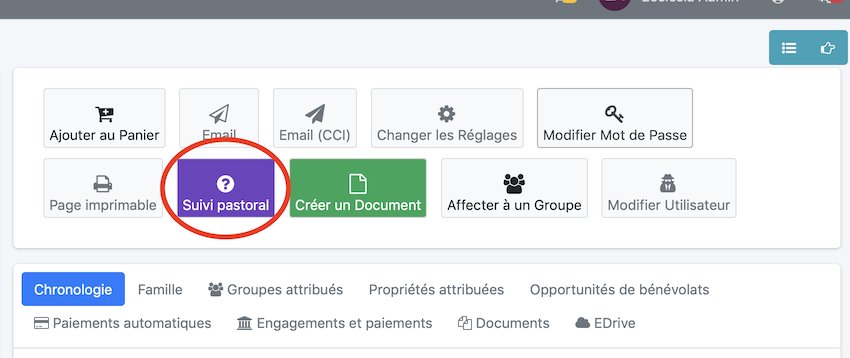 Ajouter au Panier Email Email (CCI) Changer les Réglages Modifier Mot de Passe
Page imprimable Suivi pastoral Créer un Document Affecter à un Groupe Modifier Utilisateur
Chronologie Famille Groupes attribués Propriétés attribuées Opportunités de bénévolats
Paiements automatiques Engagements et paiements Documents EDrive